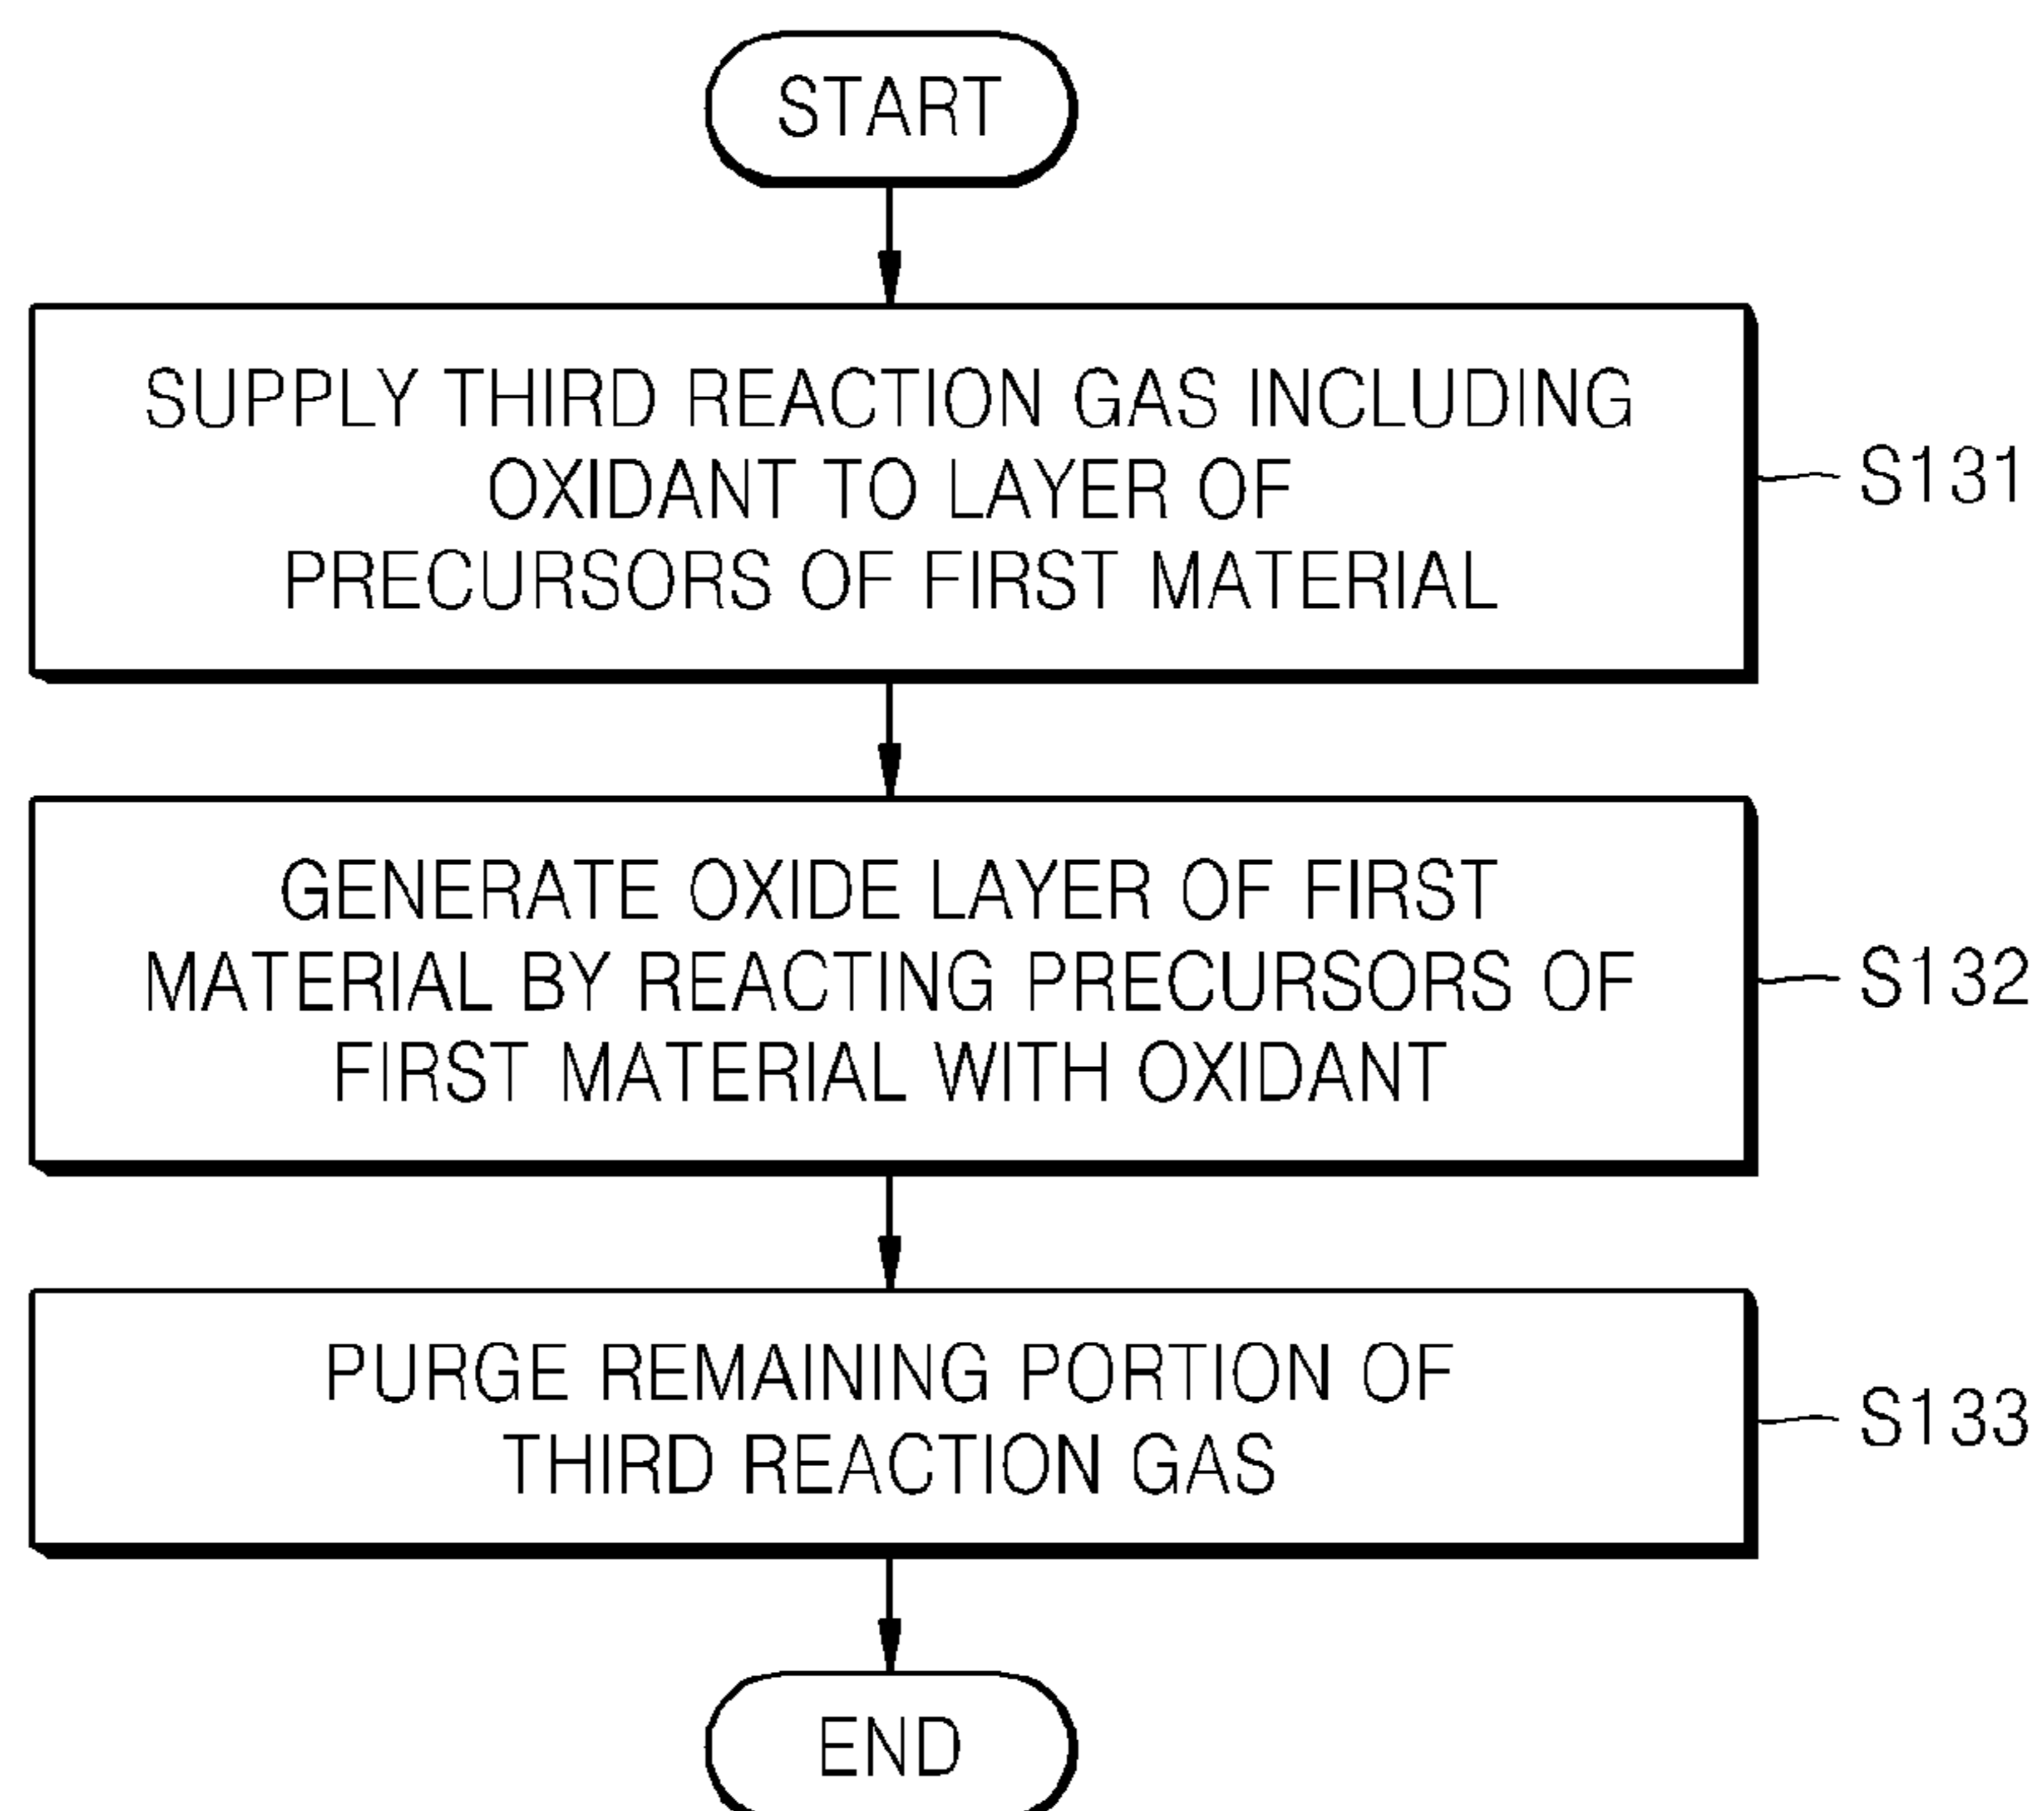 START
SUPPLY THIRD REACTION GAS INCLUDING
OXIDANT TO LAYER OF
PRECURSORS OF FIRST MATERIAL
S131
GENERATE OXIDE LAYER OF FIRST
MATERIAL BY REACTING PRECURSORS OF
FIRST MATERIAL WITH OXIDANT
S132
PURGE REMAINING PORTION OF
THIRD REACTION GAS
S133
END